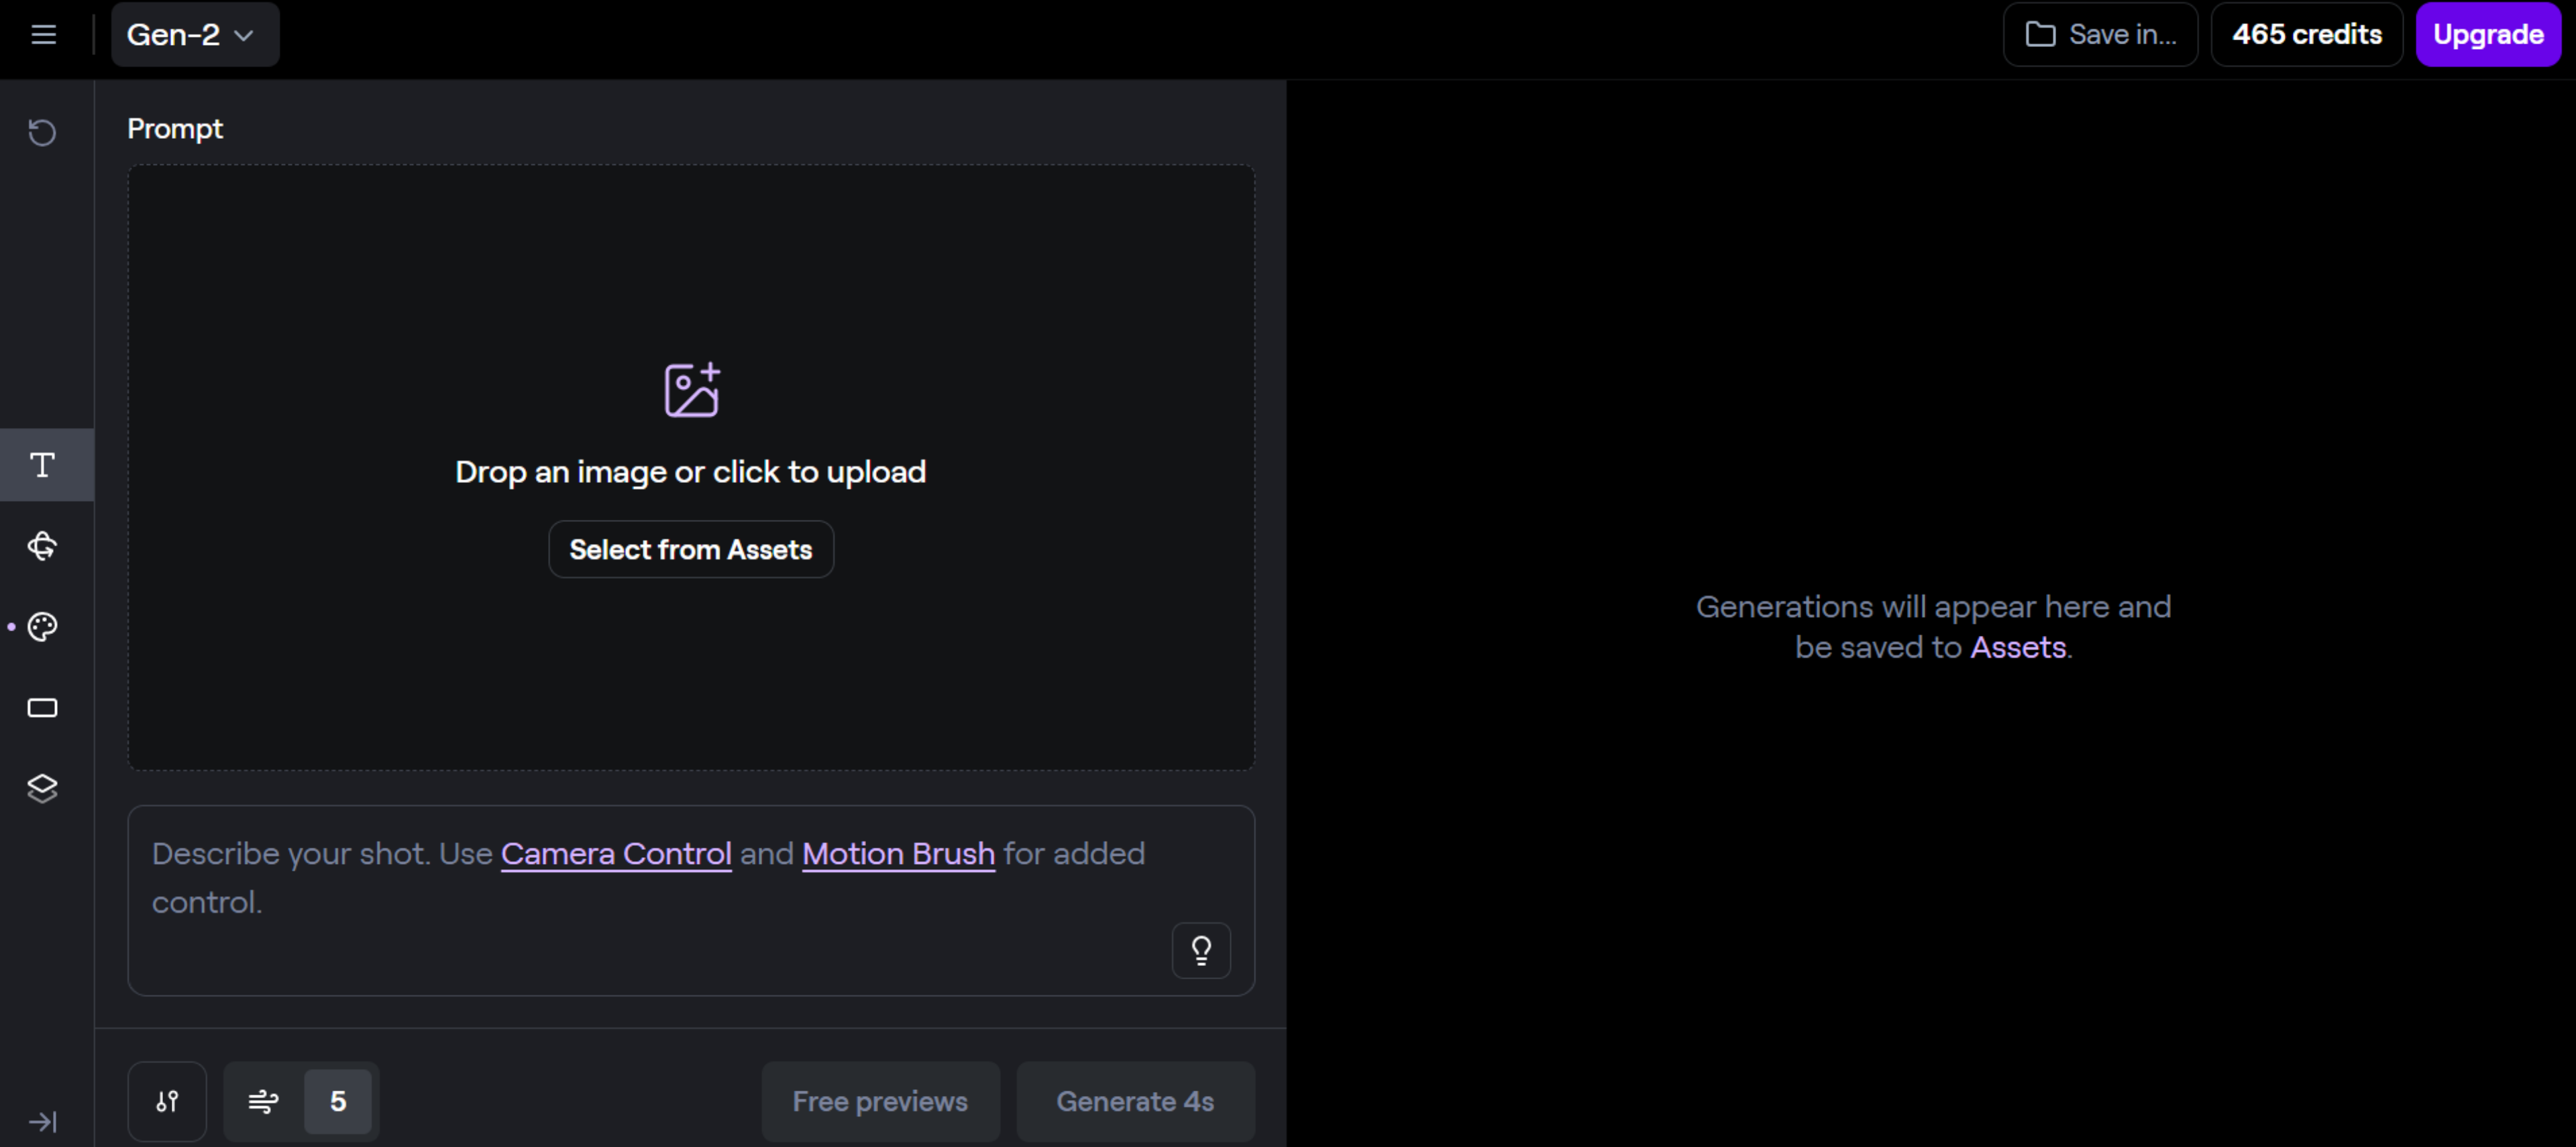 Gen-2
Save in...
465 credits
Upgrade
Prompt
Drop an image or click to upload
Select from Assets
Generations will appear here and
be saved to Assets.
Describe your shot. Use Camera Control and Motion Brush for added
control.
5
Free previews
Generate 4s